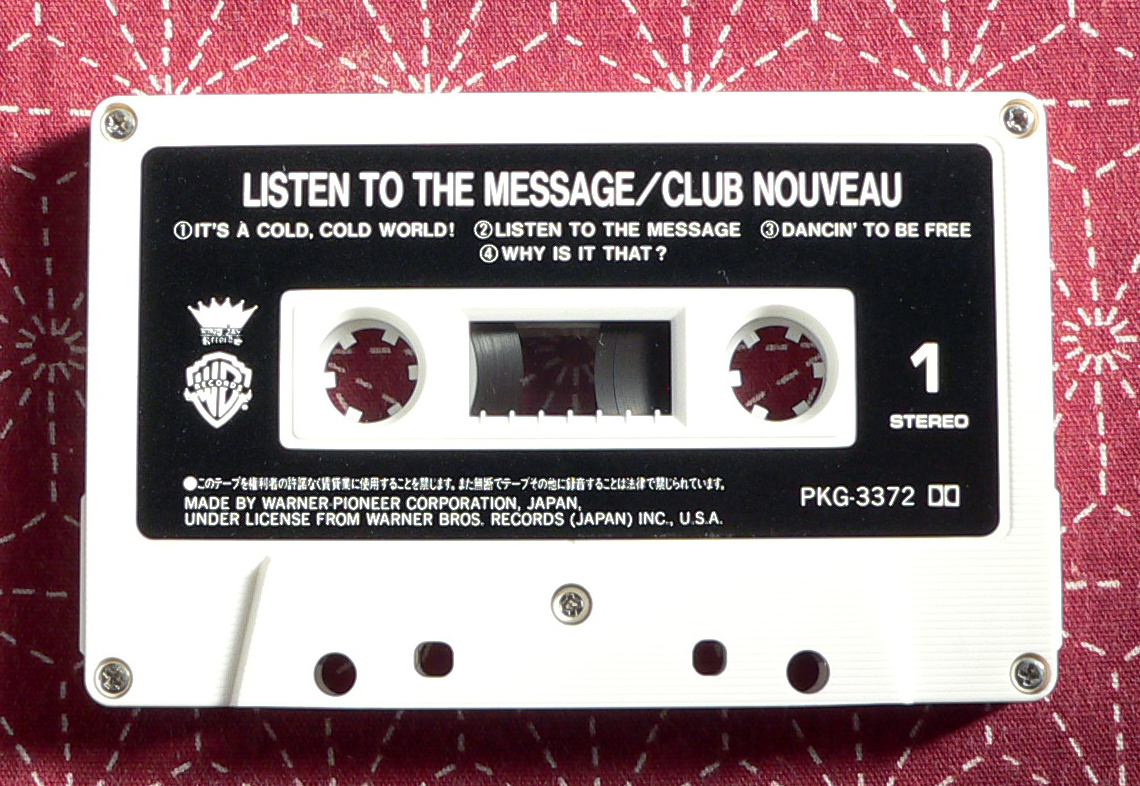 LISTEN TO THE MESSAGE/CLUB NOUVEAU
①IT'S A COLD, COLD WORLD! ②LISTEN TO THE MESSAGE ③DANCIN' TO BE FREE
④WHY IS IT THAT?
Records
RECORDS
®
1
STEREO
●このテープを権利者の許諾なく賃貸業に使用することを禁じます。また無断でテープその他に録音することは法律で禁じられています。
MADE BY WARNER-PIONEER CORPORATION, JAPAN,
UNDER LICENSE FROM WARNER BROS. RECORDS (JAPAN) INC., U.S.A.
PKG-3372